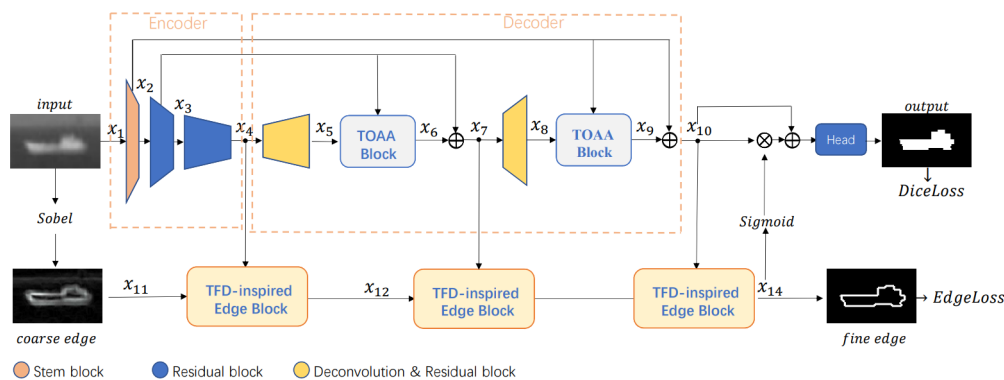 Encoder
Decoder
input
x₁
x₂
x₃
x₄
x₅
TOAA
Block
x₆
x₇
x₈
TOAA
Block
x₉
x₁₀
Head
output
DiceLoss
Sobel
Sigmoid
x₁₁
TFD-inspired
Edge Block
x₁₂
TFD-inspired
Edge Block
TFD-inspired
Edge Block
x₁₄
EdgeLoss
coarse edge
fine edge
Stem block
Residual block
Deconvolution & Residual block